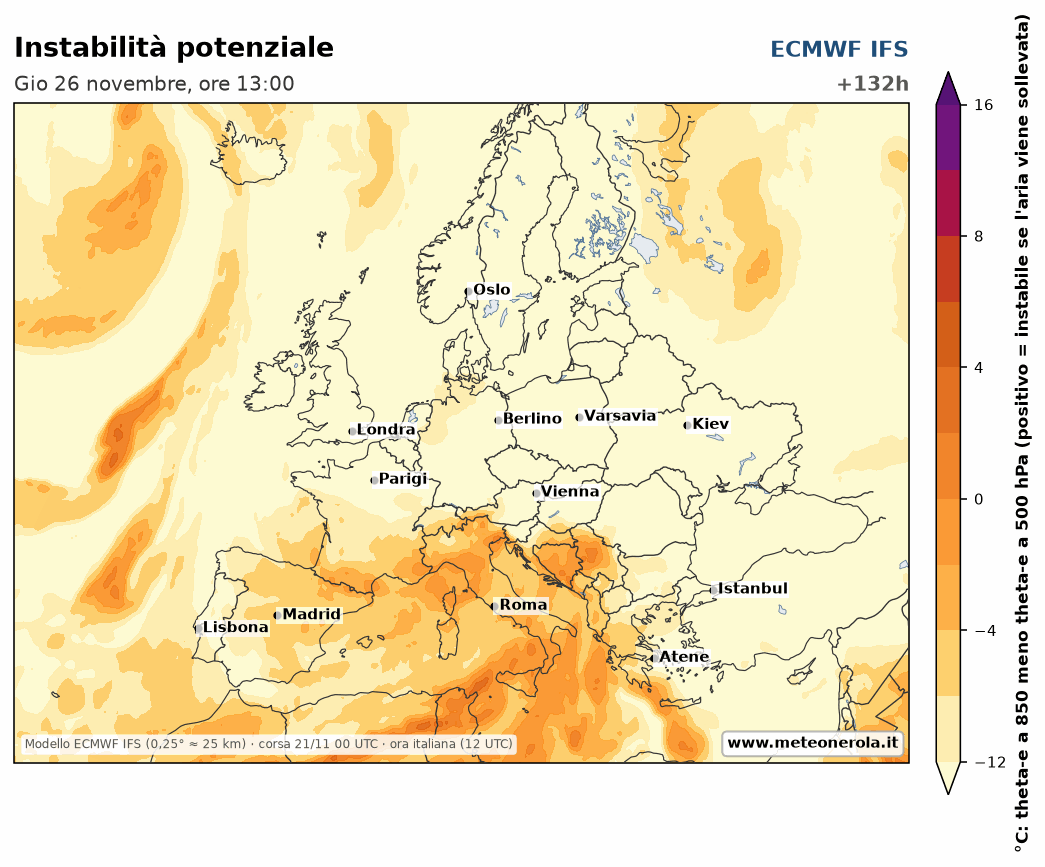 Instabilità potenziale
ECMWF IFS
Gio 26 novembre, ore 13:00
+132h
Oslo
Londra
Berlino
Varsavia
Kiev
Parigi
Vienna
Istanbul
Roma
Madrid
Lisbona
Atene
Modello ECMWF IFS (0,25° ≈ 25 km) · corsa 21/11 00 UTC · ora italiana (12 UTC)
www.meteonerola.it
16
8
4
0
−4
−12
°C: theta-e a 850 meno theta-e a 500 hPa (positivo = instabile se l'aria viene sollevata)